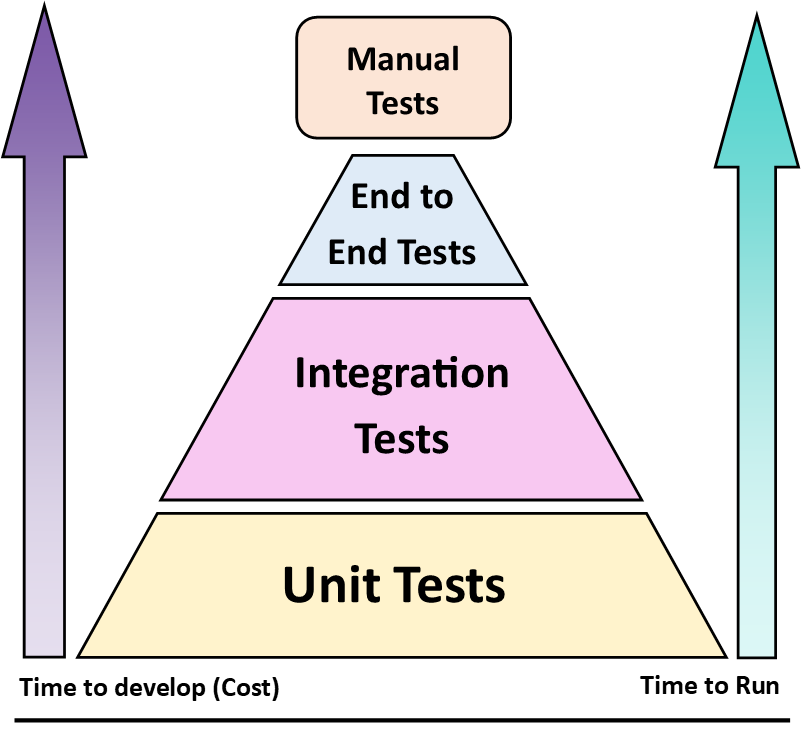 Manual
Tests
End to
End Tests
Integration
Tests
Unit Tests
Time to develop (Cost)
Time to Run